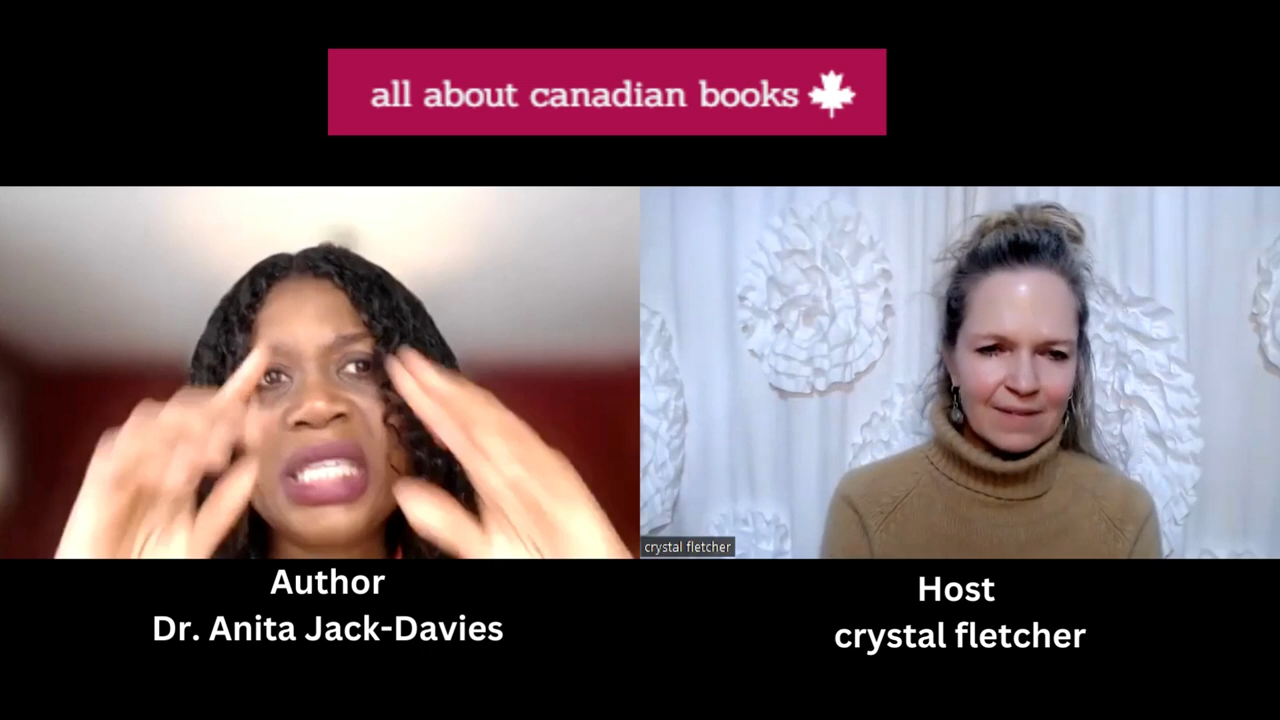 all about canadian books
crystal fletcher
Author
Dr. Anita Jack-Davies
Host
crystal fletcher